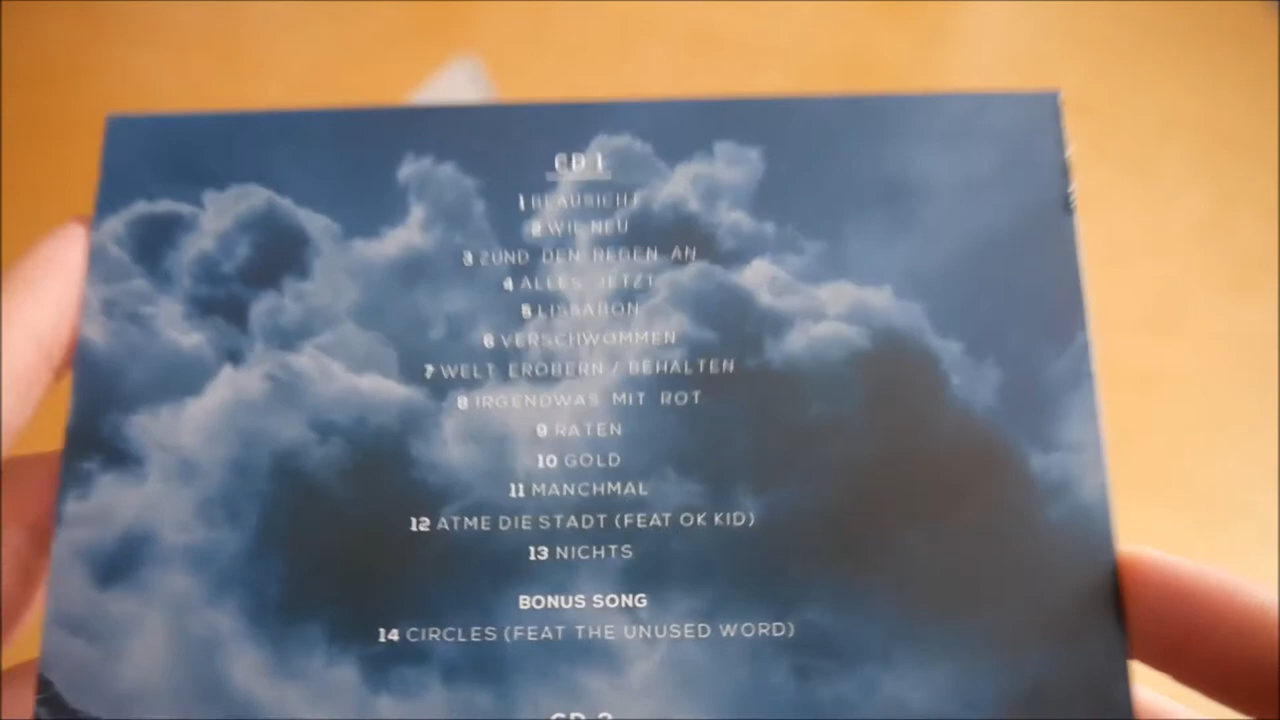 CD 1
1 BLAUSICHT
2 WIE NEU
3 ZÜND DEN REGEN AN
4 ALLES JETZT
5 LISSABON
6 VERSCHWOMMEN
7 WELT EROBERN / BEHALTEN
8 IRGENDWAS MIT ROT
9 RATEN
10 GOLD
11 MANCHMAL
12 ATME DIE STADT (FEAT OK KID)
13 NICHTS
BONUS SONG
14 CIRCLES (FEAT THE UNUSED WORD)
CD 2